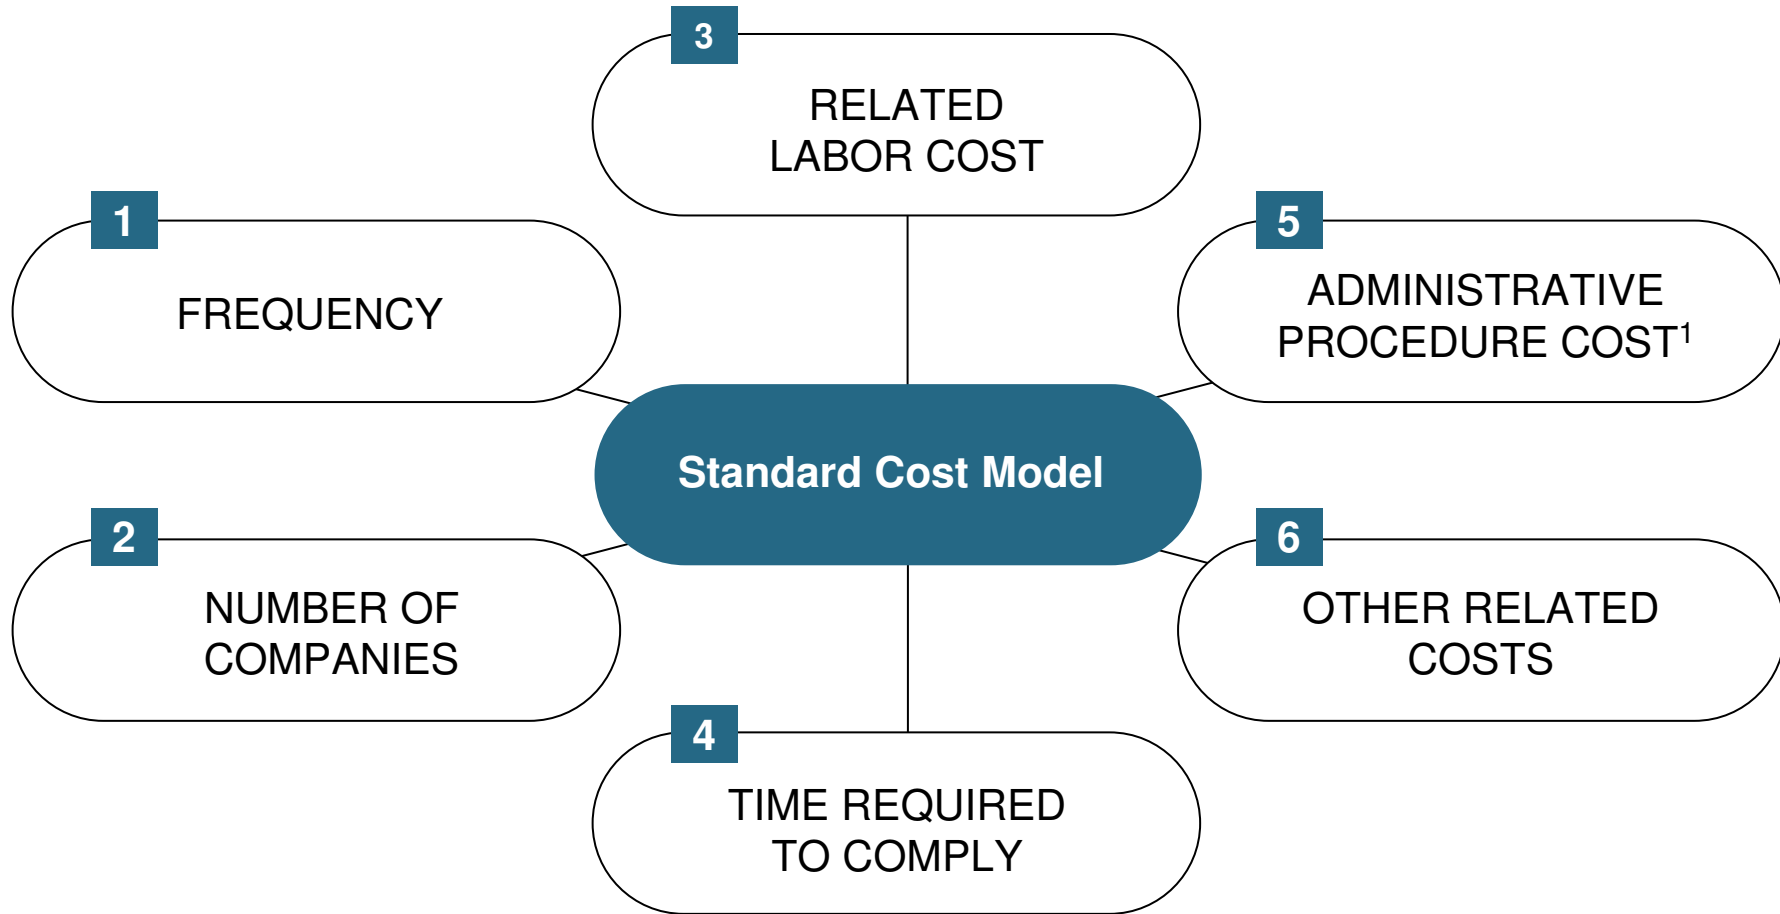 1
FREQUENCY
2
NUMBER OF
COMPANIES
3
RELATED
LABOR COST
Standard Cost Model
4
TIME REQUIRED
TO COMPLY
5
ADMINISTRATIVE
PROCEDURE COST¹
6
OTHER RELATED
COSTS